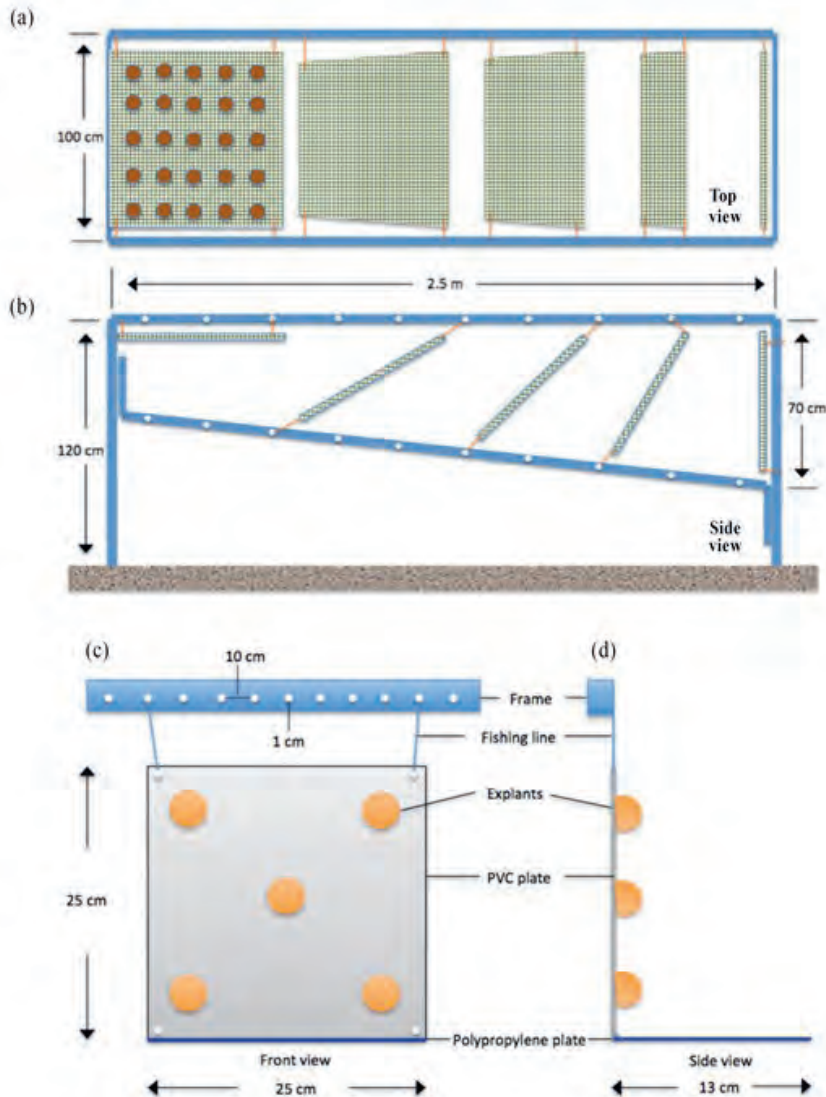 (a)
100 cm
Top
view
2.5 m
(b)
120 cm
70 cm
Side
view
(c)
(d)
10 cm
Frame
1 cm
Fishing line
Explants
25 cm
PVC plate
Polypropylene plate
Front view
Side view
25 cm
13 cm